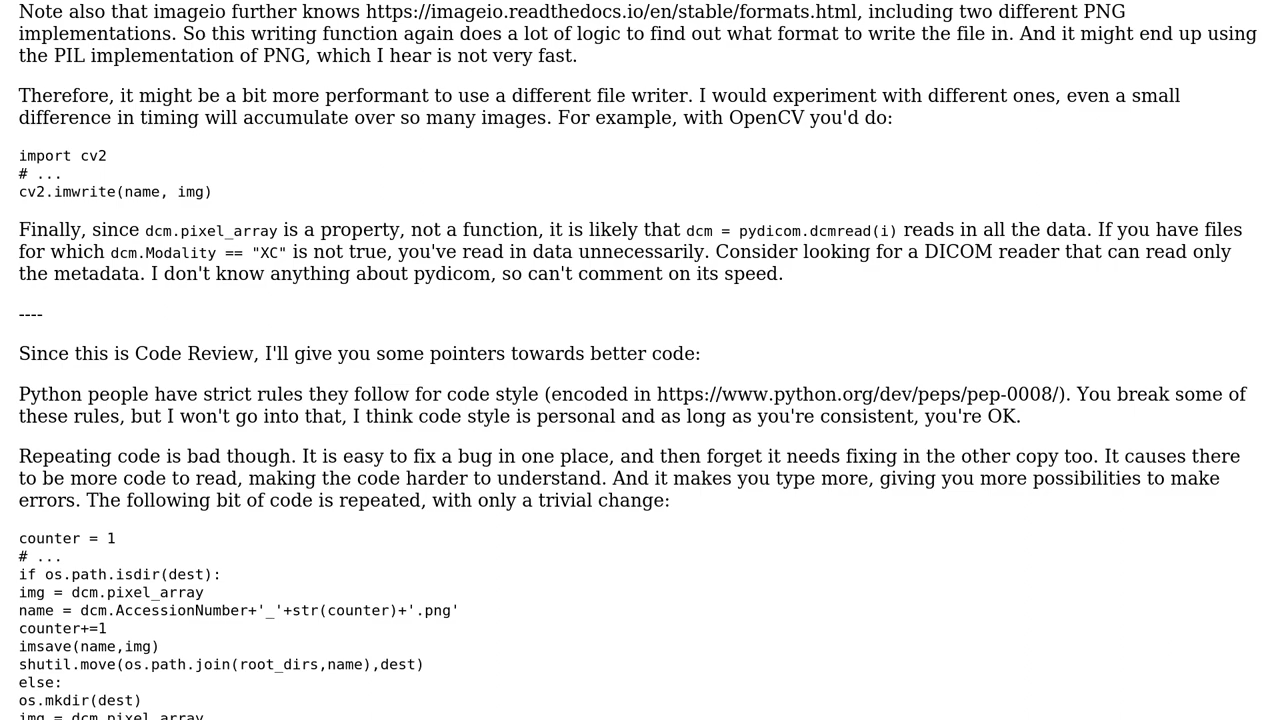 Note also that imageio further knows https://imageio.readthedocs.io/en/stable/formats.html, including two different PNG
implementations. So this writing function again does a lot of logic to find out what format to write the file in. And it might end up using
the PIL implementation of PNG, which I hear is not very fast.
Therefore, it might be a bit more performant to use a different file writer. I would experiment with different ones, even a small
difference in timing will accumulate over so many images. For example, with OpenCV you'd do:
import cv2
# ...
cv2.imwrite(name, img)
Finally, since dcm.pixel_array is a property, not a function, it is likely that dcm = pydicom.dcmread(i) reads in all the data. If you have files
for which dcm.Modality == "XC" is not true, you've read in data unnecessarily. Consider looking for a DICOM reader that can read only
the metadata. I don't know anything about pydicom, so can't comment on its speed.
----
Since this is Code Review, I'll give you some pointers towards better code:
Python people have strict rules they follow for code style (encoded in https://www.python.org/dev/peps/pep-0008/). You break some of
these rules, but I won't go into that, I think code style is personal and as long as you're consistent, you're OK.
Repeating code is bad though. It is easy to fix a bug in one place, and then forget it needs fixing in the other copy too. It causes there
to be more code to read, making the code harder to understand. And it makes you type more, giving you more possibilities to make
errors. The following bit of code is repeated, with only a trivial change:
counter = 1
# ...
if os.path.isdir(dest):
img = dcm.pixel_array
name = dcm.AccessionNumber+'_'+str(counter)+'.png'
counter+=1
imsave(name,img)
shutil.move(os.path.join(root_dirs,name),dest)
else:
os.mkdir(dest)
img = dcm.pixel_array